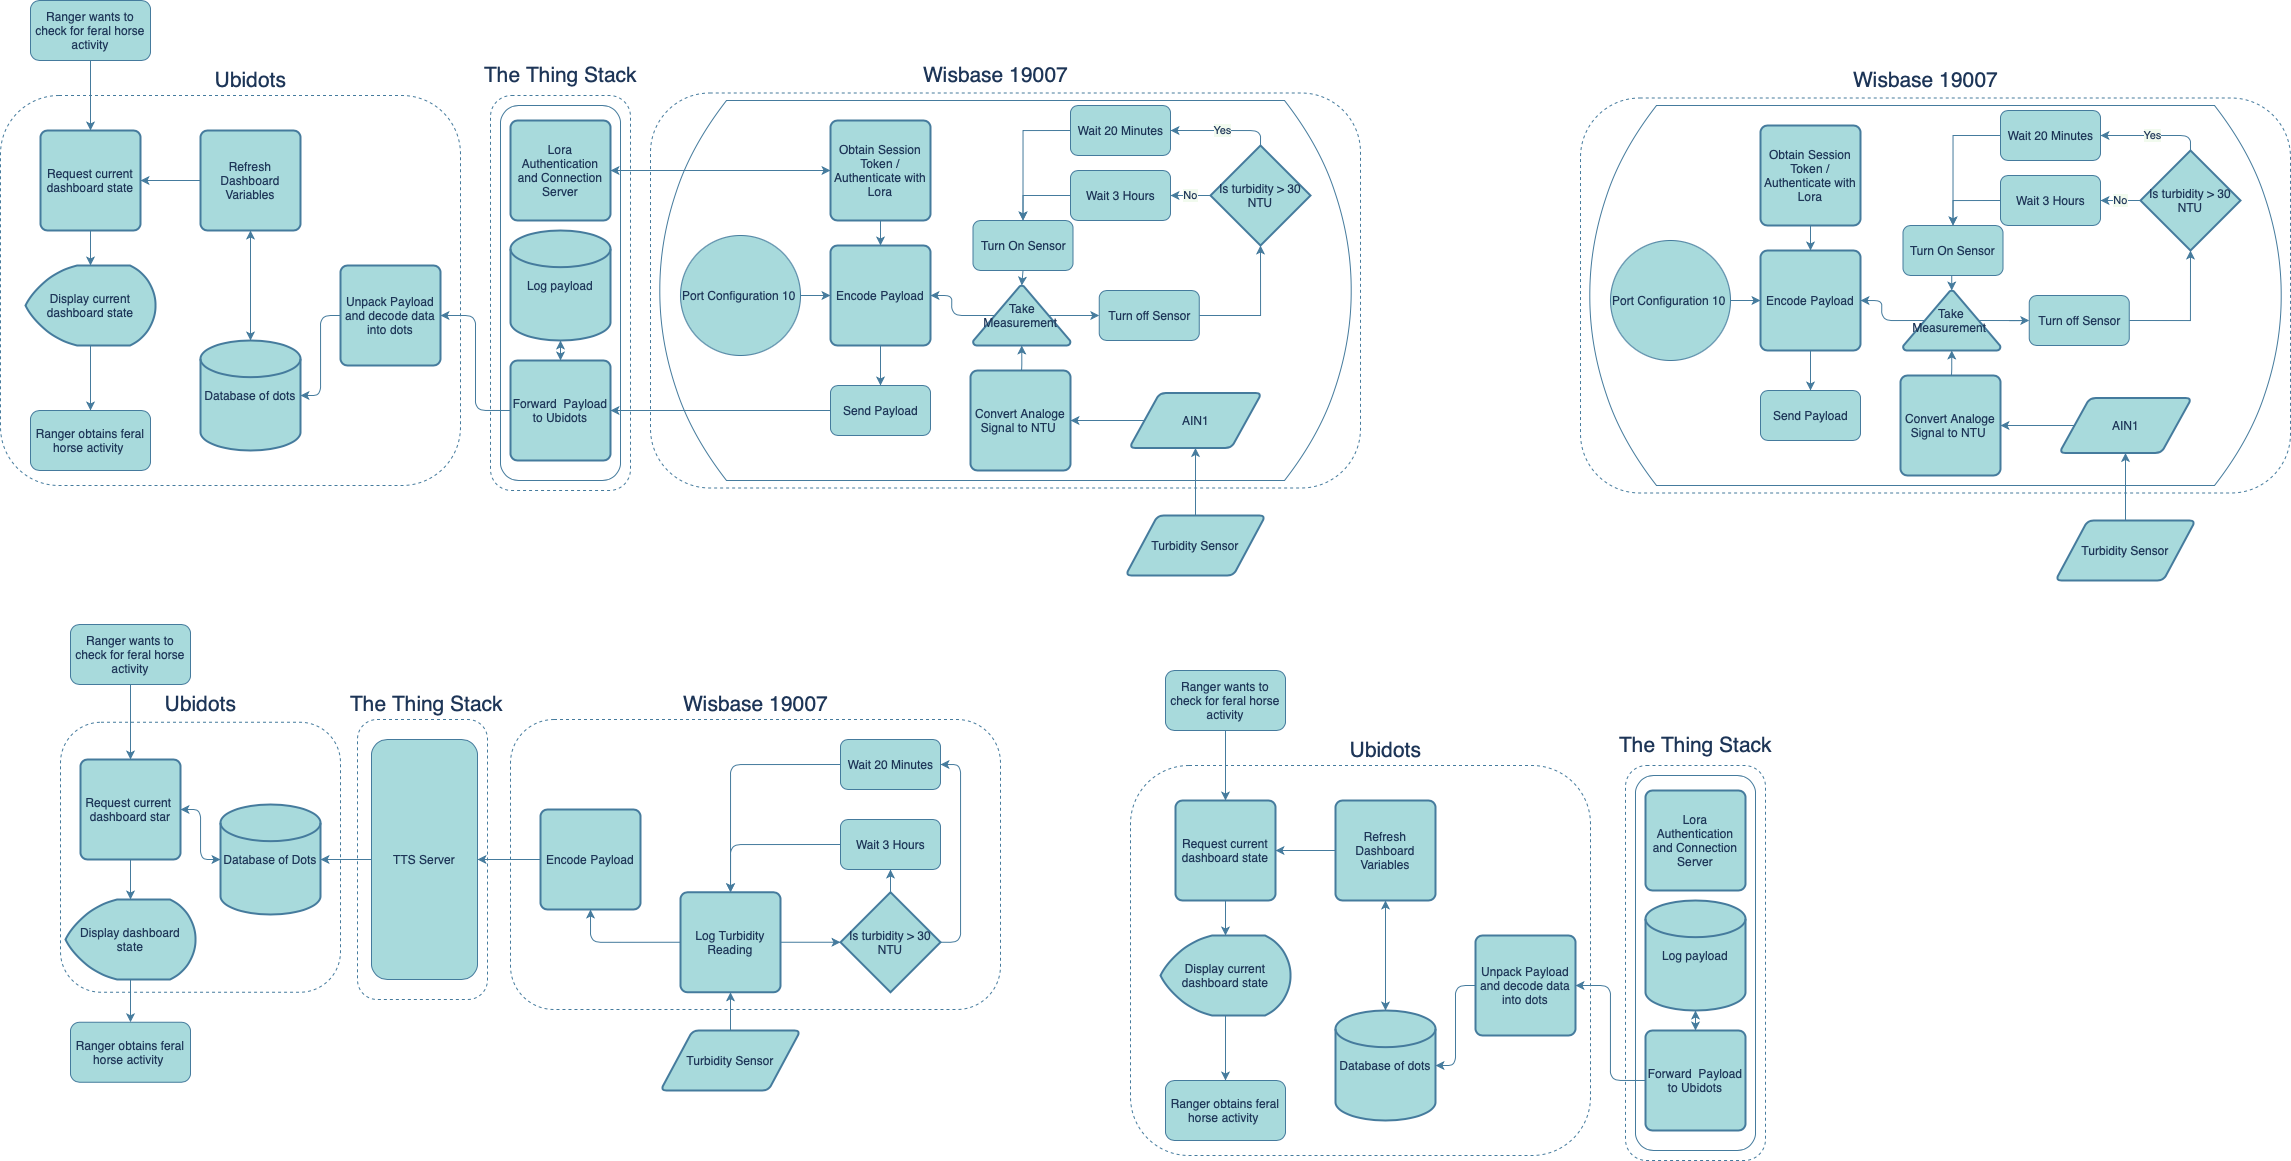 Ranger wants to
check for feral horse
activity
Ubidots
Request current
dashboard state
Refresh
Dashboard
Variables
Display current
dashboard state
Unpack Payload
and decode data
into dots
Database of dots
Ranger obtains feral
horse activity
The Thing Stack
Lora
Authentication
and Connection
Server
Log payload
Forward Payload
to Ubidots
Wisbase 19007
Obtain Session
Token /
Authenticate with
Lora
Wait 20 Minutes
Yes
Wait 3 Hours
No
Is turbidity > 30
NTU
Turn On Sensor
Port Configuration 10
Encode Payload
Take
Measurement
Turn off Sensor
Send Payload
Convert Analoge
Signal to NTU
AIN1
Turbidity Sensor
Wisbase 19007
Obtain Session
Token /
Authenticate with
Lora
Wait 20 Minutes
Yes
Wait 3 Hours
No
Is turbidity > 30
NTU
Turn On Sensor
Port Configuration 10
Encode Payload
Take
Measurement
Turn off Sensor
Send Payload
Convert Analoge
Signal to NTU
AIN1
Turbidity Sensor
Ranger wants to
check for feral horse
activity
Ubidots
Request current
dashboard star
Database of Dots
Display dashboard
state
Ranger obtains feral
horse activity
The Thing Stack
TTS Server
Wisbase 19007
Wait 20 Minutes
Wait 3 Hours
Encode Payload
Log Turbidity
Reading
Is turbidity > 30
NTU
Turbidity Sensor
Ranger wants to
check for feral horse
activity
Ubidots
Request current
dashboard state
Refresh
Dashboard
Variables
Display current
dashboard state
Unpack Payload
and decode data
into dots
Database of dots
Ranger obtains feral
horse activity
The Thing Stack
Lora
Authentication
and Connection
Server
Log payload
Forward Payload
to Ubidots